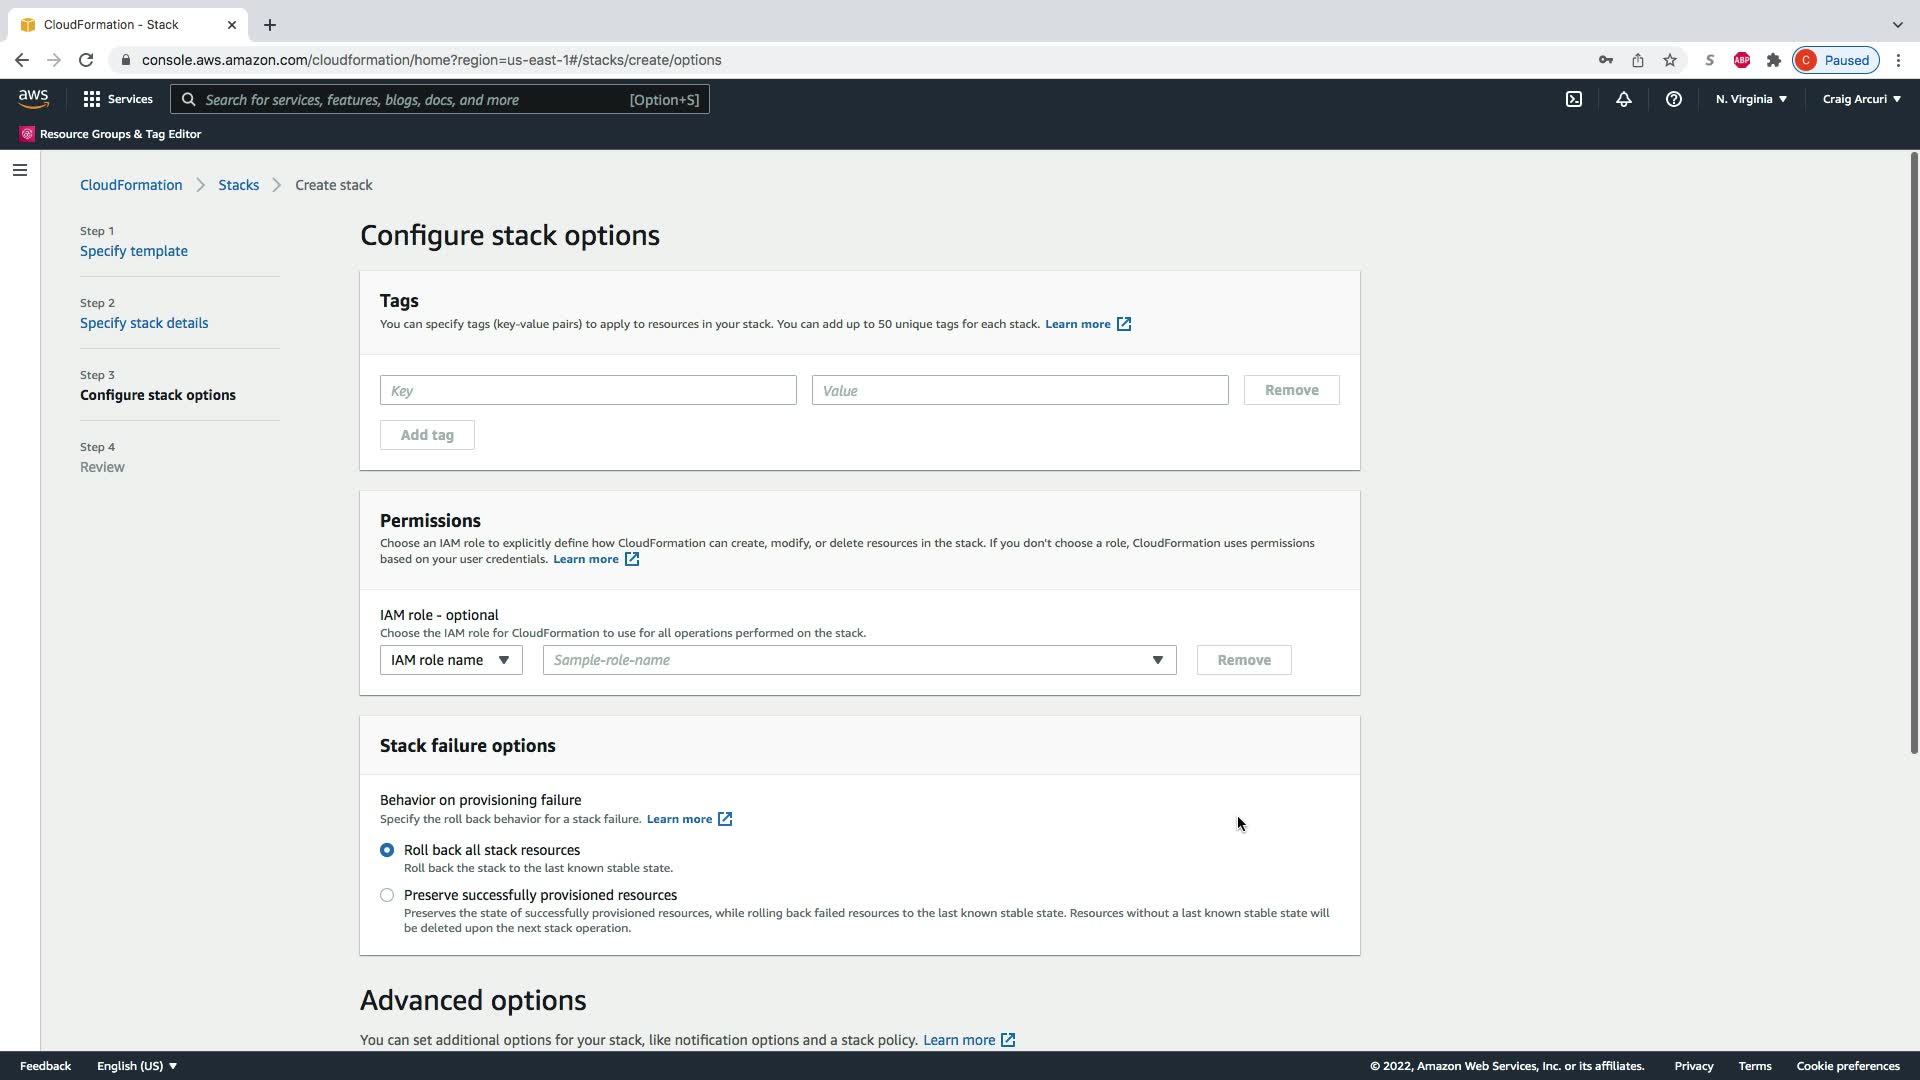 CloudFormation - Stack
console.aws.amazon.com/cloudformation/home?region=us-east-1#/stacks/create/options
S
ABP
C
Paused
aws
Services
Search for services, features, blogs, docs, and more
[Option+S]
N. Virginia
Craig Arcuri
Resource Groups & Tag Editor
CloudFormation
Stacks
Create stack
Step 1
Specify template
Step 2
Specify stack details
Step 3
Configure stack options
Step 4
Review
Configure stack options
Tags
You can specify tags (key-value pairs) to apply to resources in your stack. You can add up to 50 unique tags for each stack. Learn more
Key
Value
Remove
Add tag
Permissions
Choose an IAM role to explicitly define how CloudFormation can create, modify, or delete resources in the stack. If you don't choose a role, CloudFormation uses permissions
based on your user credentials. Learn more
IAM role - optional
Choose the IAM role for CloudFormation to use for all operations performed on the stack.
IAM role name
Sample-role-name
Remove
Stack failure options
Behavior on provisioning failure
Specify the roll back behavior for a stack failure. Learn more
Roll back all stack resources
Roll back the stack to the last known stable state.
Preserve successfully provisioned resources
Preserves the state of successfully provisioned resources, while rolling back failed resources to the last known stable state. Resources without a last known stable state will
be deleted upon the next stack operation.
Advanced options
You can set additional options for your stack, like notification options and a stack policy. Learn more
Feedback
English (US)
© 2022, Amazon Web Services, Inc. or its affiliates.
Privacy
Terms
Cookie preferences